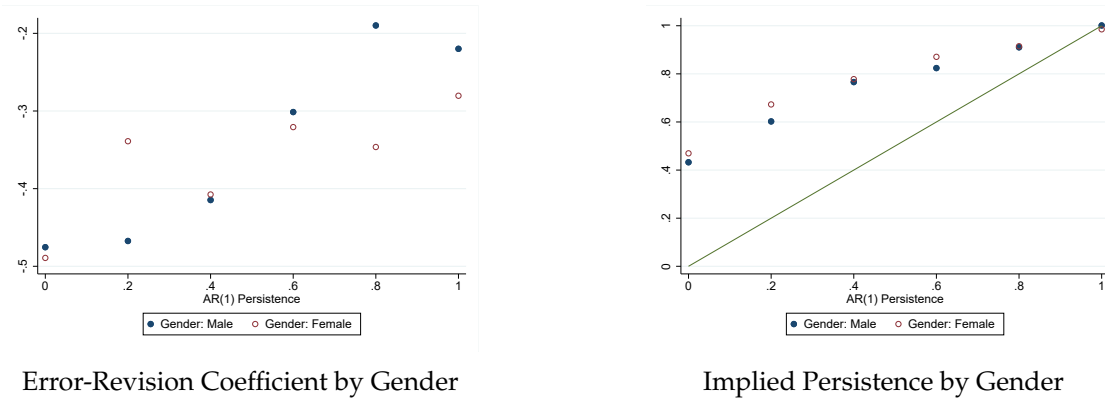 -.2
-.3
-.4
-.5
0 .2 .4 .6 .8 1
AR(1) Persistence
Gender: Male Gender: Female
Error-Revision Coefficient by Gender
1
.8
.6
.4
.2
0
0 .2 .4 .6 .8 1
AR(1) Persistence
Gender: Male Gender: Female
Implied Persistence by Gender